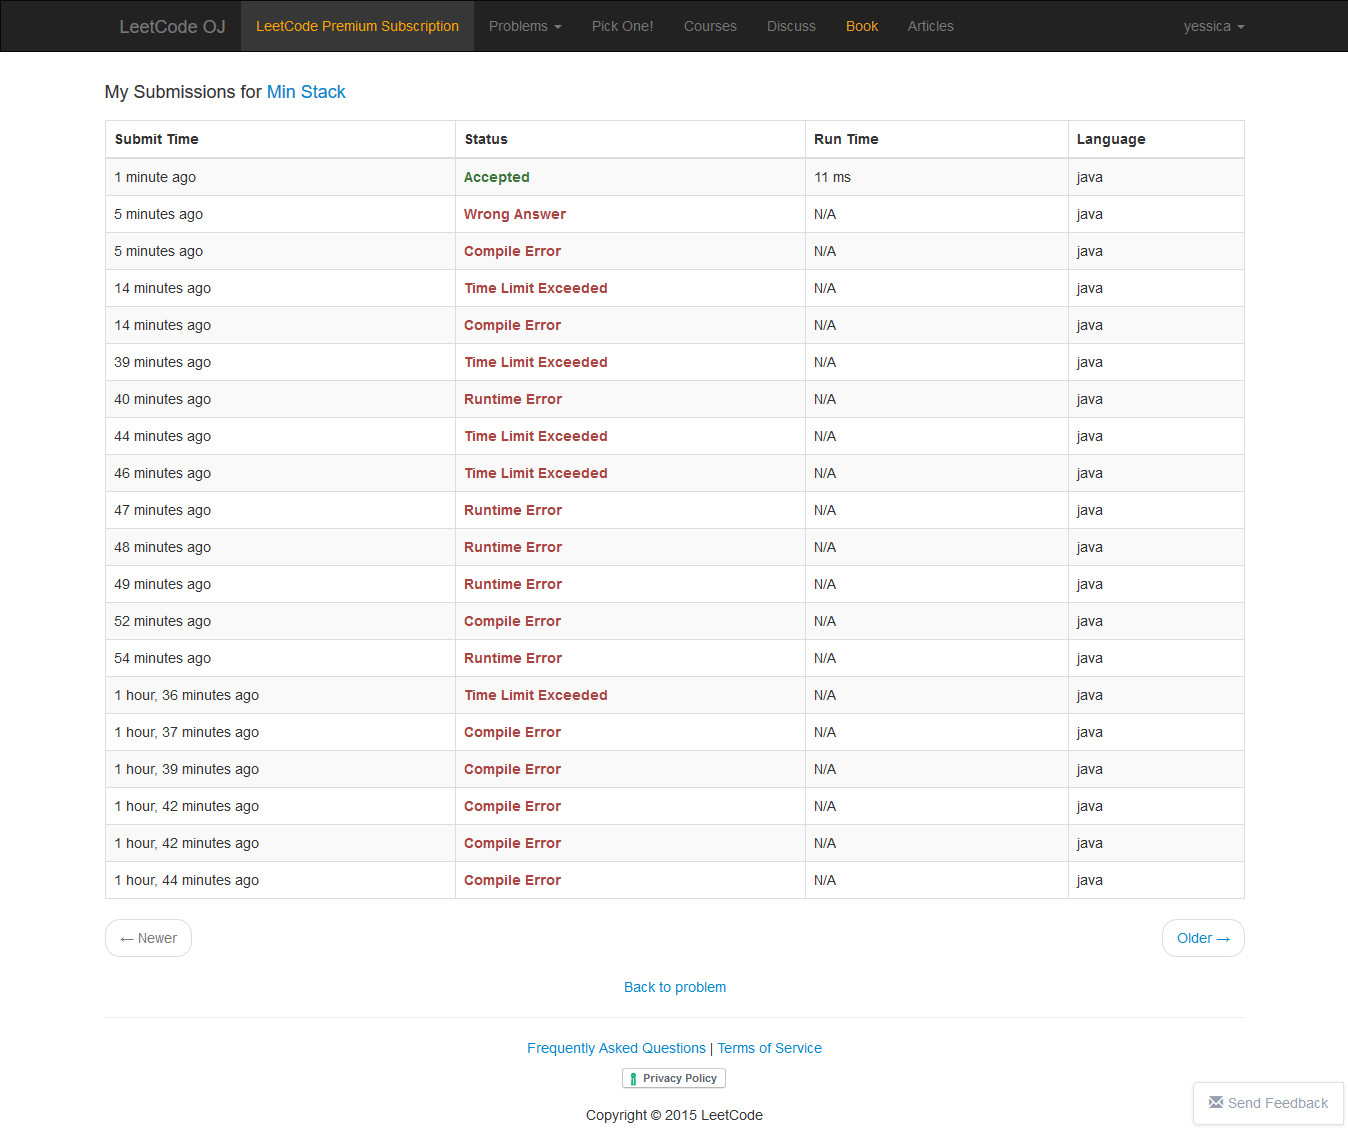 LeetCode OJ LeetCode Premium Subscription Problems Pick One! Courses Discuss Book Articles yessica
My Submissions for Min Stack
Submit Time Status Run Time Language
1 minute ago Accepted 11 ms java
5 minutes ago Wrong Answer N/A java
5 minutes ago Compile Error N/A java
14 minutes ago Time Limit Exceeded N/A java
14 minutes ago Compile Error N/A java
39 minutes ago Time Limit Exceeded N/A java
40 minutes ago Runtime Error N/A java
44 minutes ago Time Limit Exceeded N/A java
46 minutes ago Time Limit Exceeded N/A java
47 minutes ago Runtime Error N/A java
48 minutes ago Runtime Error N/A java
49 minutes ago Runtime Error N/A java
52 minutes ago Compile Error N/A java
54 minutes ago Runtime Error N/A java
1 hour, 36 minutes ago Time Limit Exceeded N/A java
1 hour, 37 minutes ago Compile Error N/A java
1 hour, 39 minutes ago Compile Error N/A java
1 hour, 42 minutes ago Compile Error N/A java
1 hour, 42 minutes ago Compile Error N/A java
1 hour, 44 minutes ago Compile Error N/A java
← Newer Older →
Back to problem
Frequently Asked Questions | Terms of Service
Privacy Policy
Send Feedback
Copyright © 2015 LeetCode